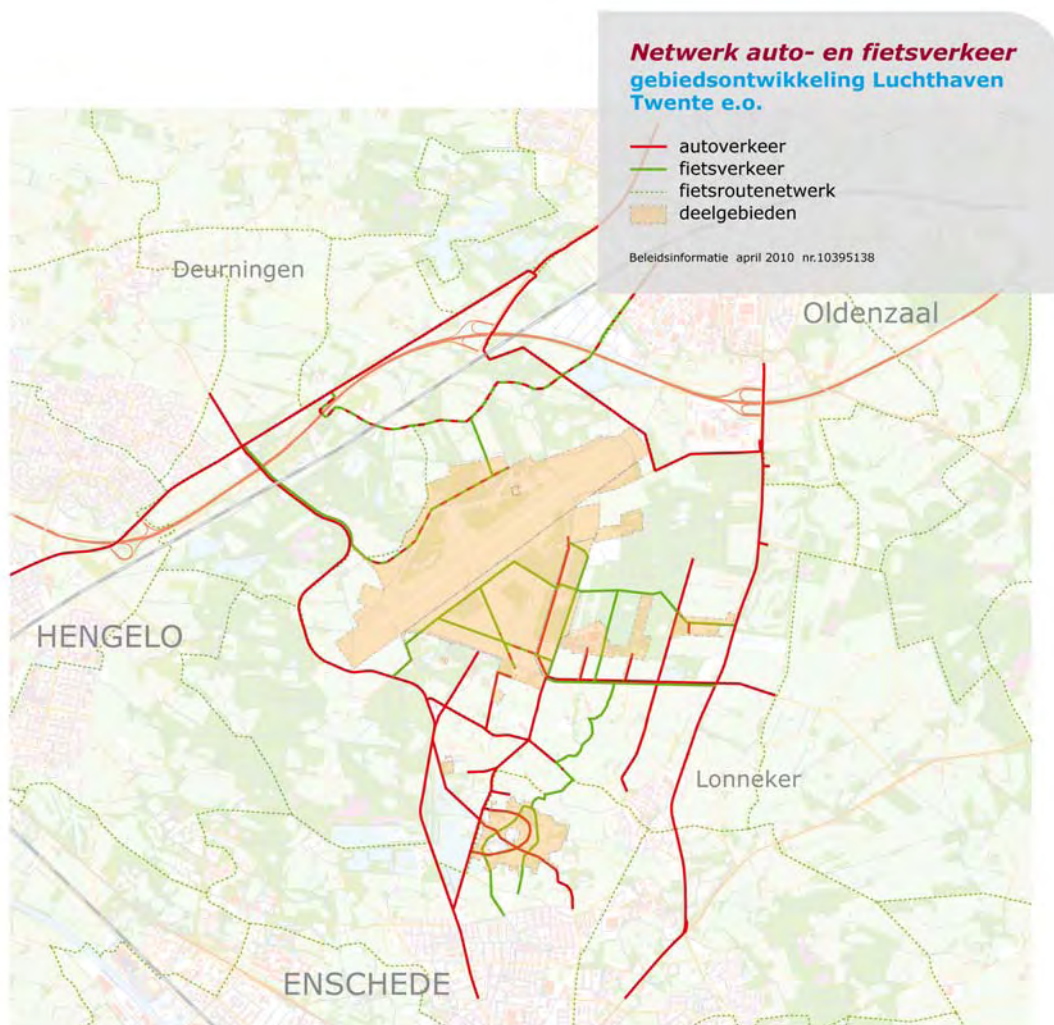 Netwerk auto- en fietsverkeer
gebiedsontwikkeling Luchthaven
Twente e.o.
autoverkeer
fietsverkeer
fietsroutenetwerk
deelgebieden
Beleidsinformatie april 2010 nr.10395138
Deurningen
Oldenzaal
HENGELO
Lonneker
ENSCHEDE